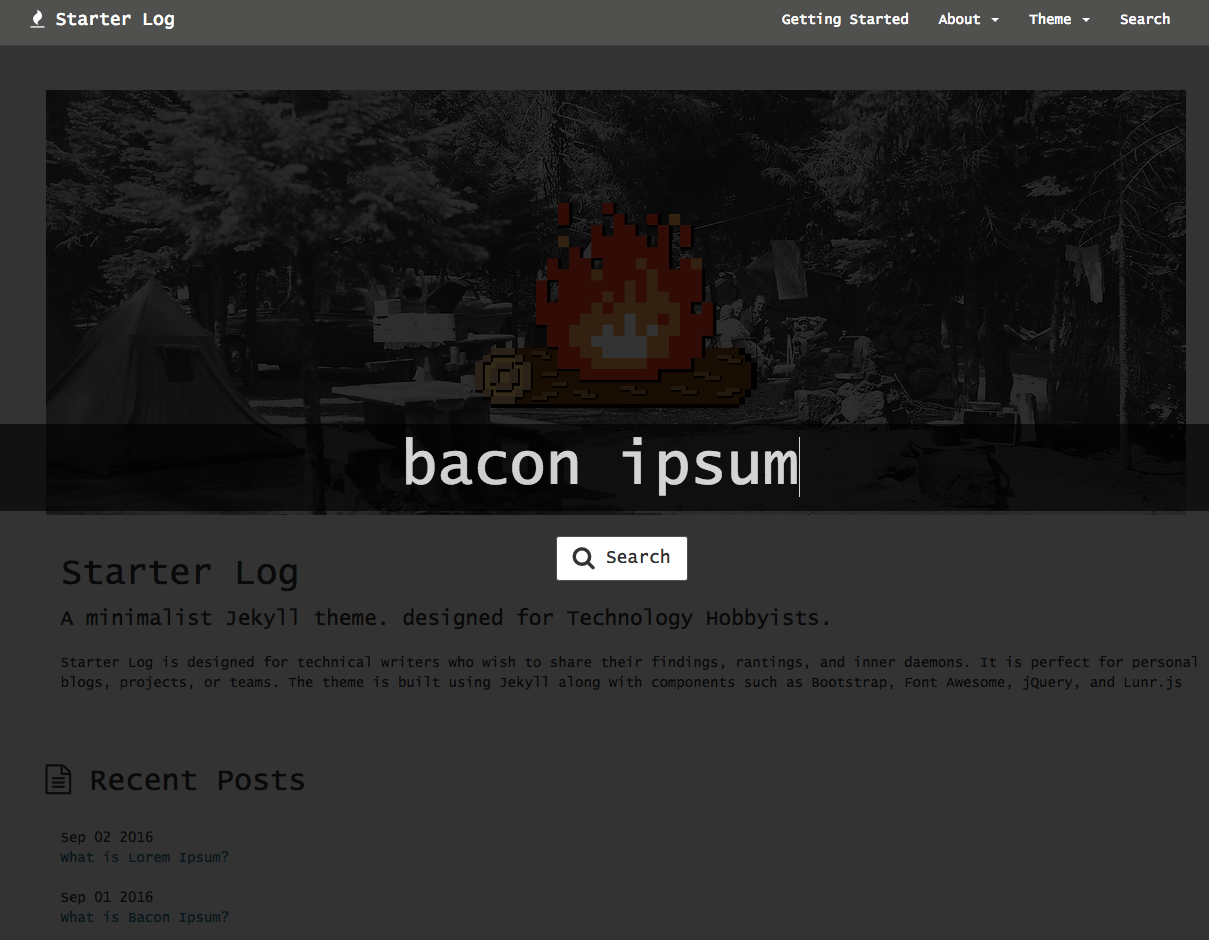 Starter Log
Getting Started
About
Theme
Search
bacon ipsum
Search
Starter Log
A minimalist Jekyll theme. designed for Technology Hobbyists.
Starter Log is designed for technical writers who wish to share their findings, rantings, and inner daemons. It is perfect for personal
blogs, projects, or teams. The theme is built using Jekyll along with components such as Bootstrap, Font Awesome, jQuery, and Lunr.js
Recent Posts
Sep 02 2016
What is Lorem Ipsum?
Sep 01 2016
What is Bacon Ipsum?